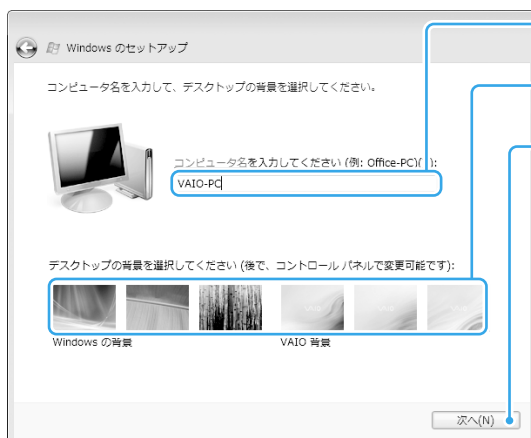 Windows のセットアップ
コンピュータ名を入力して、デスクトップの背景を選択してください。
コンピュータ名を入力してください (例: Office-PC)( ):
VAIO-PC
デスクトップの背景を選択してください (後で、コントロール パネルで変更可能です):
Windows の背景
VAIO 背景
次へ(N)